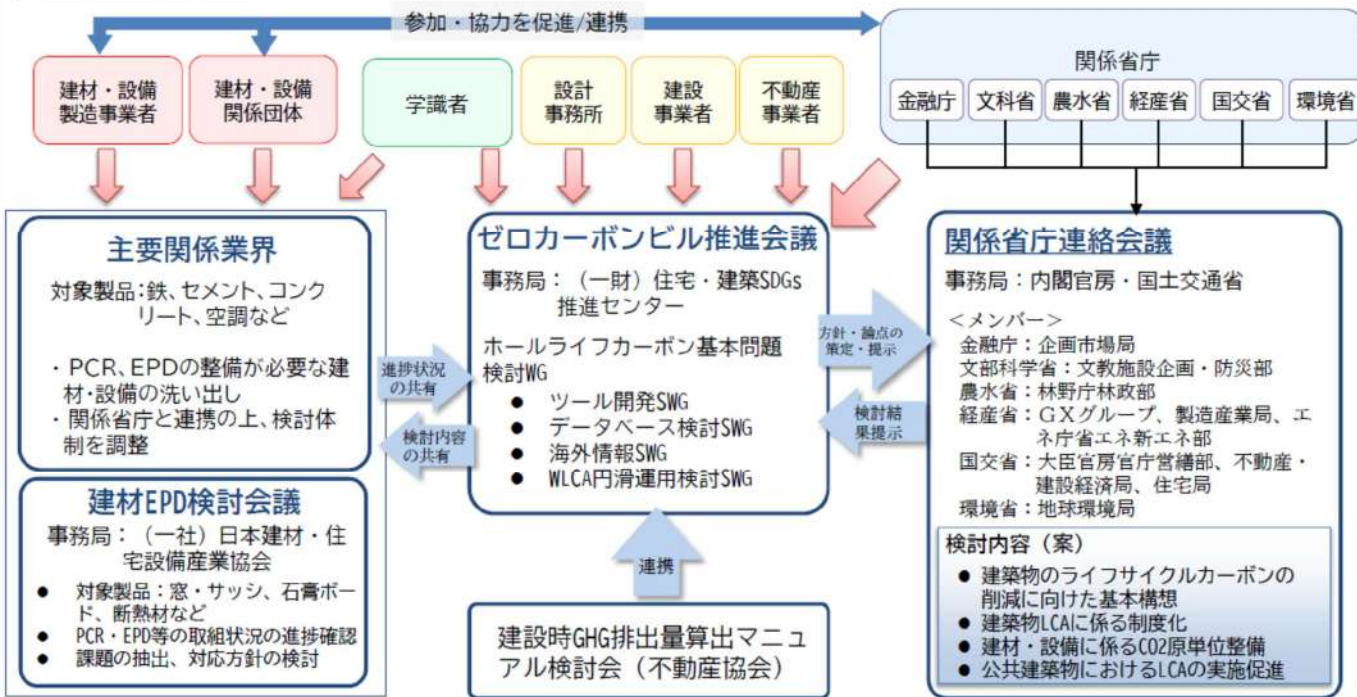 参加・協力を促進/連携
建材・設備
製造事業者
建材・設備
関係団体
学識者
設計
事務所
建設
事業者
不動産
事業者
関係省庁
金融庁
文科省
農水省
経産省
国交省
環境省
主要関係業界
対象製品：鉄、セメント、コンク
リート、空調など
・PCR、EPDの整備が必要な建
材・設備の洗い出し
・関係省庁と連携の上、検討体
制を調整
建材EPD検討会議
事務局：（一社）日本建材・住
宅設備産業協会
● 対象製品：窓・サッシ、石膏ボー
ド、断熱材など
● PCR・EPD等の取組状況の進捗確認
● 課題の抽出、対応方針の検討
進捗状況
の共有
検討内容
の共有
ゼロカーボンビル推進会議
事務局：（一財）住宅・建築SDGs
推進センター
ホールライフカーボン基本問題
検討WG
● ツール開発SWG
● データベース検討SWG
● 海外情報SWG
● WLCA円滑運用検討SWG
連携
建設時GHG排出量算出マニュ
アル検討会（不動産協会）
方針・論点の
策定・提示
検討結
果提示
関係省庁連絡会議
事務局：内閣官房・国土交通省
＜メンバー＞
金融庁：企画市場局
文部科学省：文教施設企画・防災部
農水省：林野庁林政部
経産省：GXグループ、製造産業局、エ
ネ庁省エネ新エネ部
国交省：大臣官房官庁営繕部、不動産・
建設経済局、住宅局
環境省：地球環境局
検討内容（案）
● 建築物のライフサイクルカーボンの
削減に向けた基本構想
● 建築物LCAに係る制度化
● 建材・設備に係るCO2原単位整備
● 公共建築物におけるLCAの実施促進